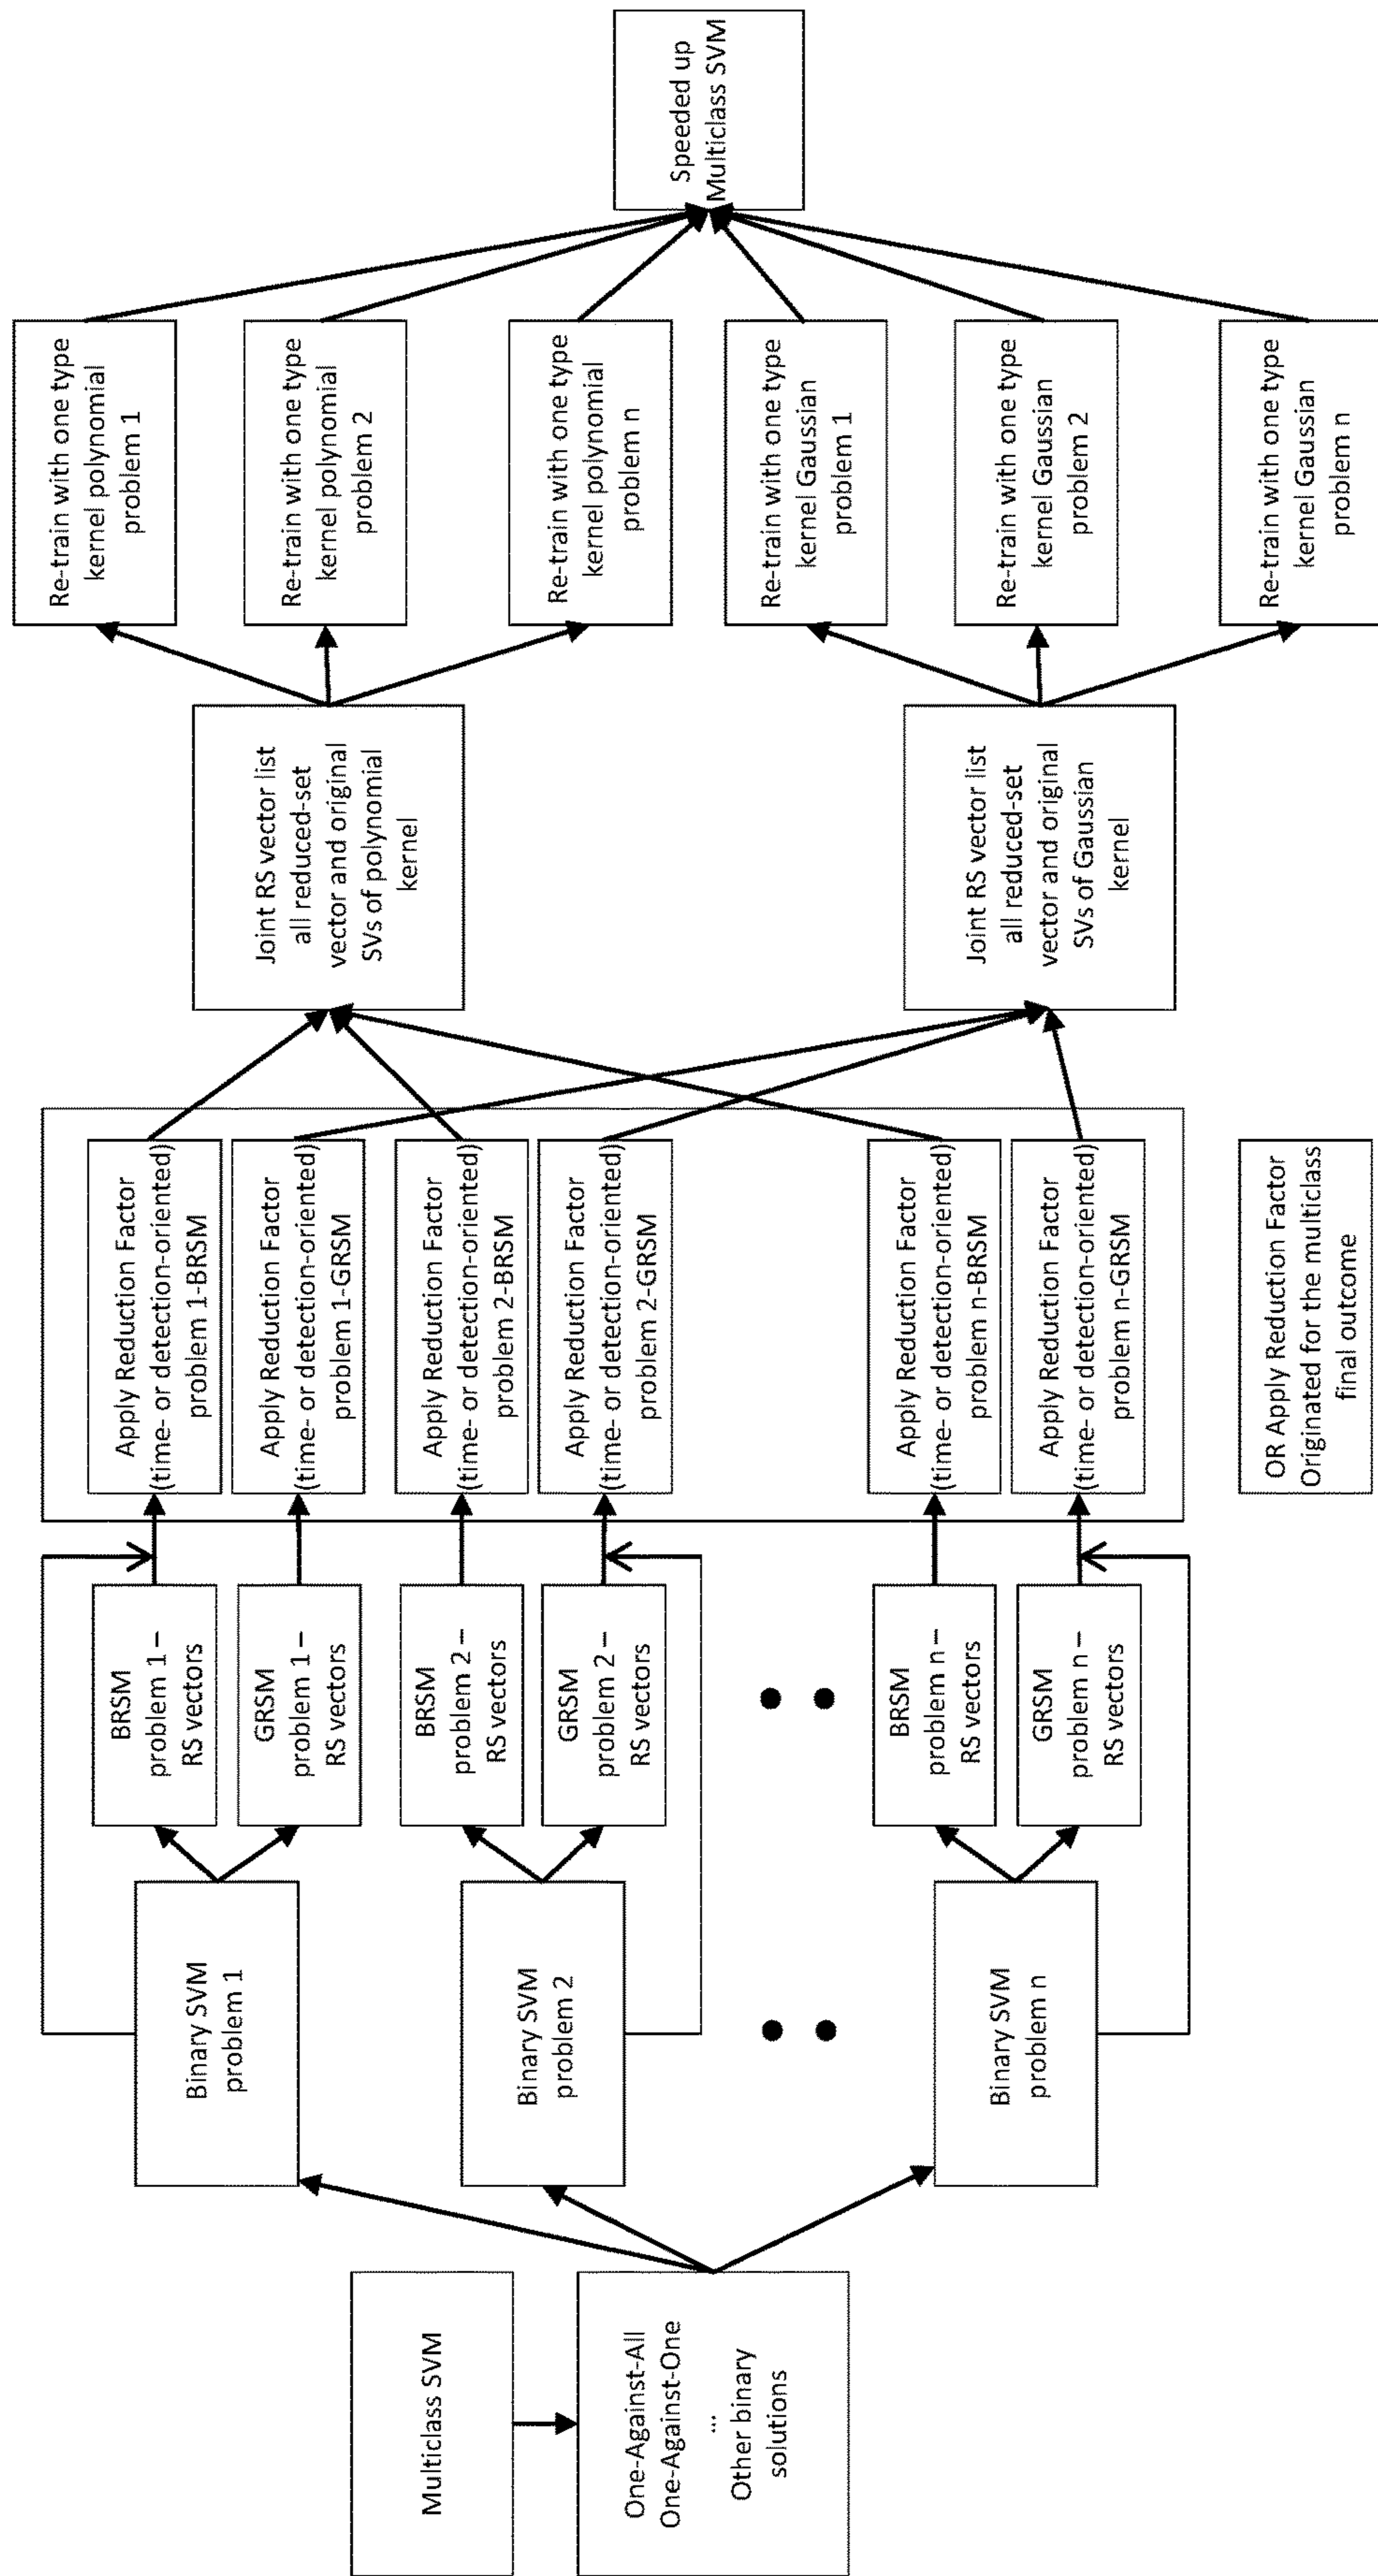 Multiclass SVM
One-Against-All
One-Against-One
...
Other binary
solutions
Binary SVM
problem 1
Binary SVM
problem 2
Binary SVM
problem n
BRSM
problem 1–
RS vectors
GRSM
problem 1–
RS vectors
BRSM
problem 2–
RS vectors
GRSM
problem 2–
RS vectors
BRSM
problem n–
RS vectors
GRSM
problem n–
RS vectors
Apply Reduction Factor
(time- or detection-oriented)
problem 1-BRSM
Apply Reduction Factor
(time- or detection-oriented)
problem 1-GRSM
Apply Reduction Factor
(time- or detection-oriented)
problem 2-BRSM
Apply Reduction Factor
(time- or detection-oriented)
problem 2-GRSM
Apply Reduction Factor
(time- or detection-oriented)
problem n-BRSM
Apply Reduction Factor
(time- or detection-oriented)
problem n-GRSM
OR Apply Reduction Factor
Originated for the multiclass
final outcome
Joint RS vector list
all reduced-set
vector and original
SVs of polynomial
kernel
Joint RS vector list
all reduced-set
vector and original
SVs of Gaussian
kernel
Re-train with one type
kernel polynomial
problem 1
Re-train with one type
kernel polynomial
problem 2
Re-train with one type
kernel polynomial
problem n
Re-train with one type
kernel Gaussian
problem 1
Re-train with one type
kernel Gaussian
problem 2
Re-train with one type
kernel Gaussian
problem n
Speeded up
Multiclass SVM